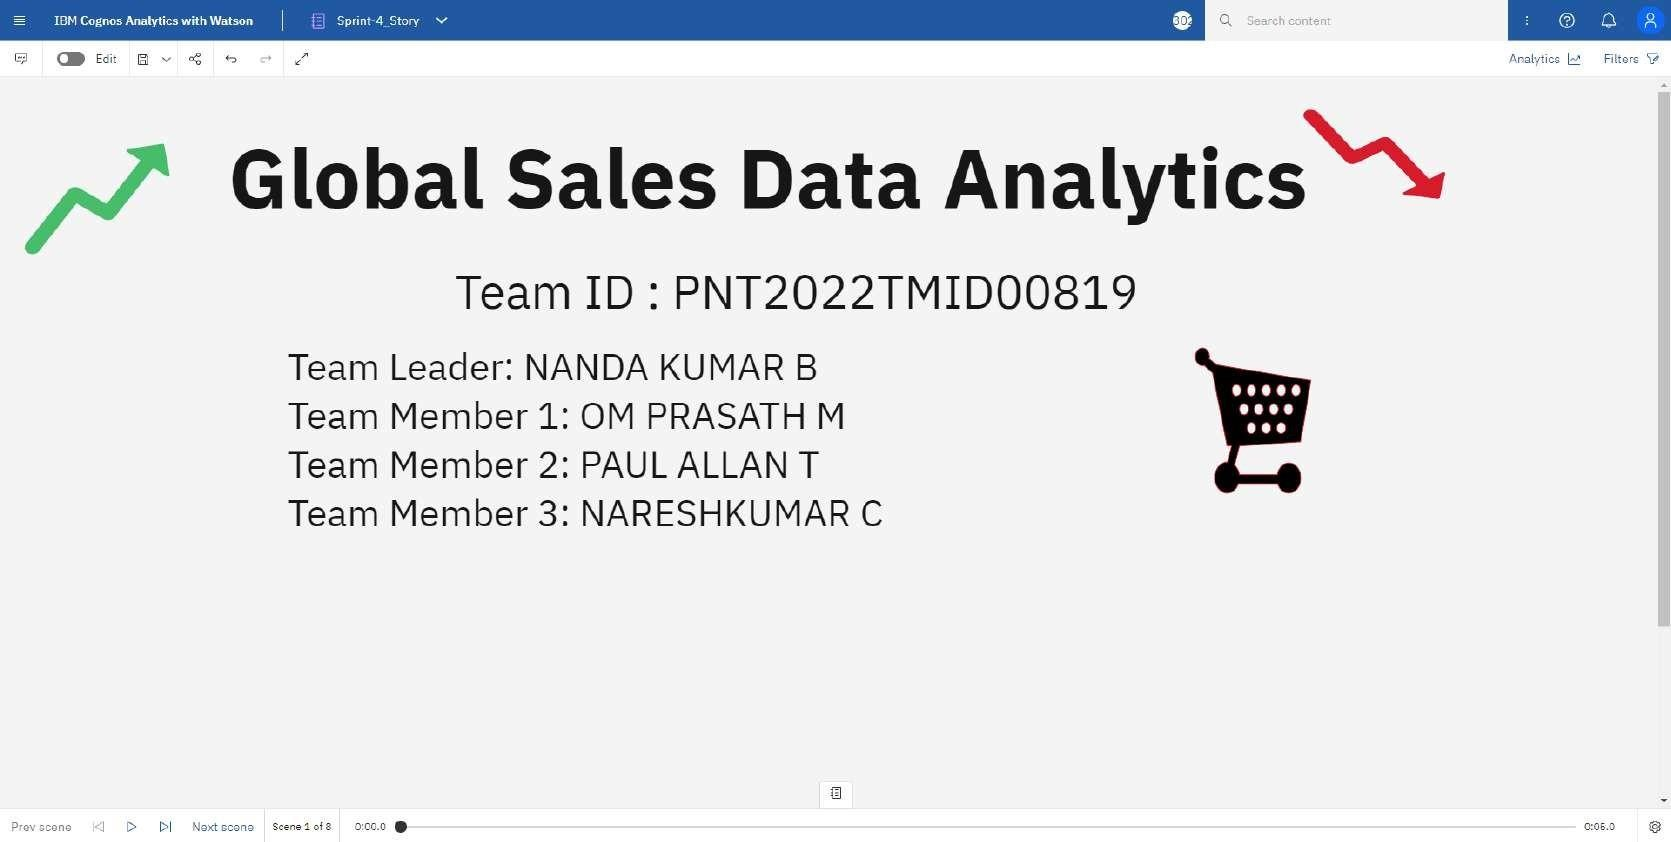 IBM Cognos Analytics with Watson
Sprint-4_Story
302
Search content
Edit
Analytics
Filters
Global Sales Data Analytics
Team ID : PNT2022TMID00819
Team Leader: NANDA KUMAR B
Team Member 1: OM PRASATH M
Team Member 2: PAUL ALLAN T
Team Member 3: NARESHKUMAR C
Prev scene
Next scene
Scene 1 of 8
0:00.0
0:05.0